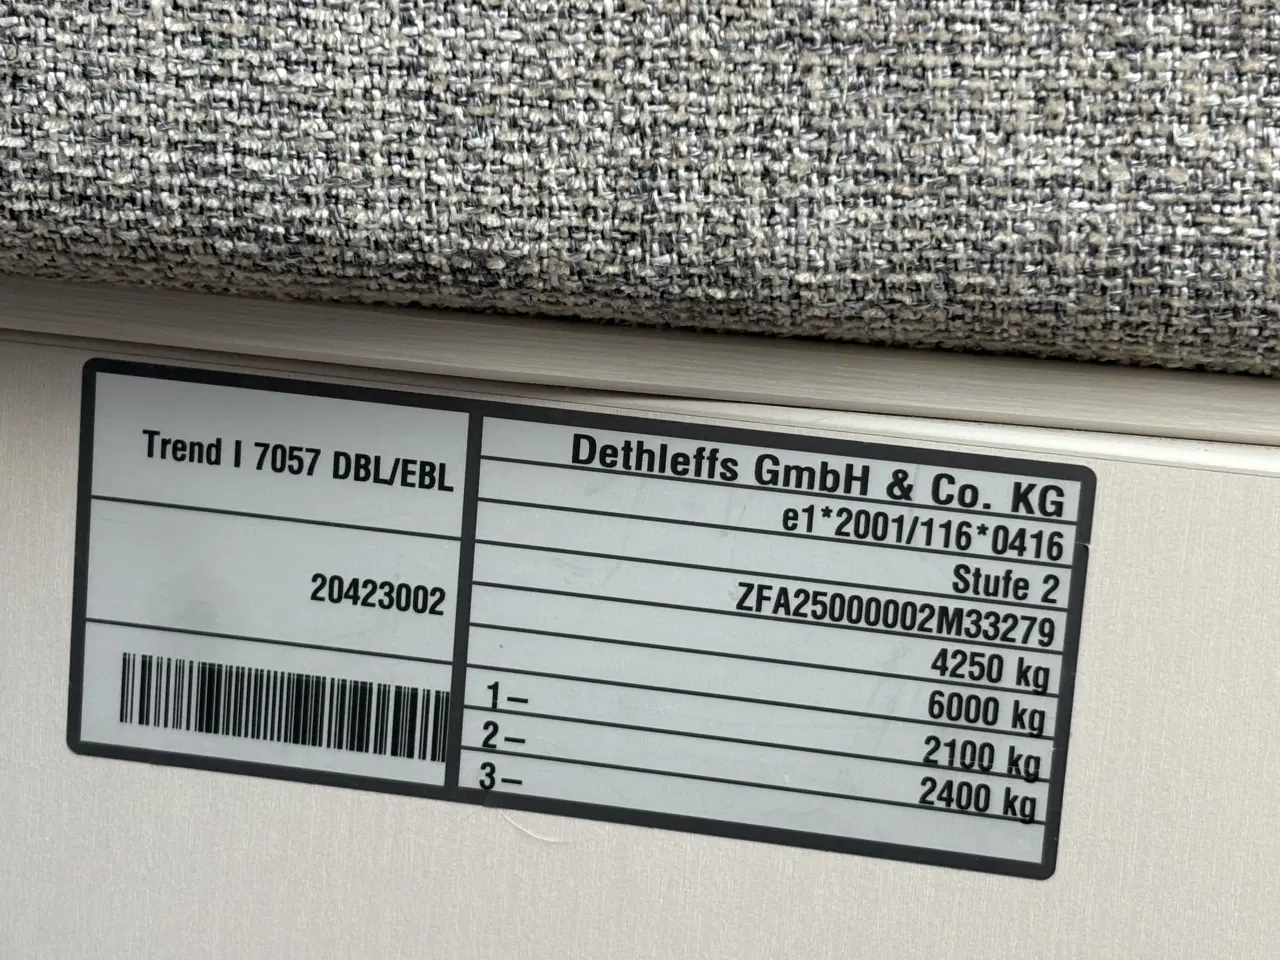 Trend I 7057 DBL/EBL
20423002
Dethleffs GmbH & Co. KG
e1*2001/116*0416
Stufe 2
ZFA25000002M33279
4250 kg
6000 kg
1– 2100 kg
2– 2400 kg
3–